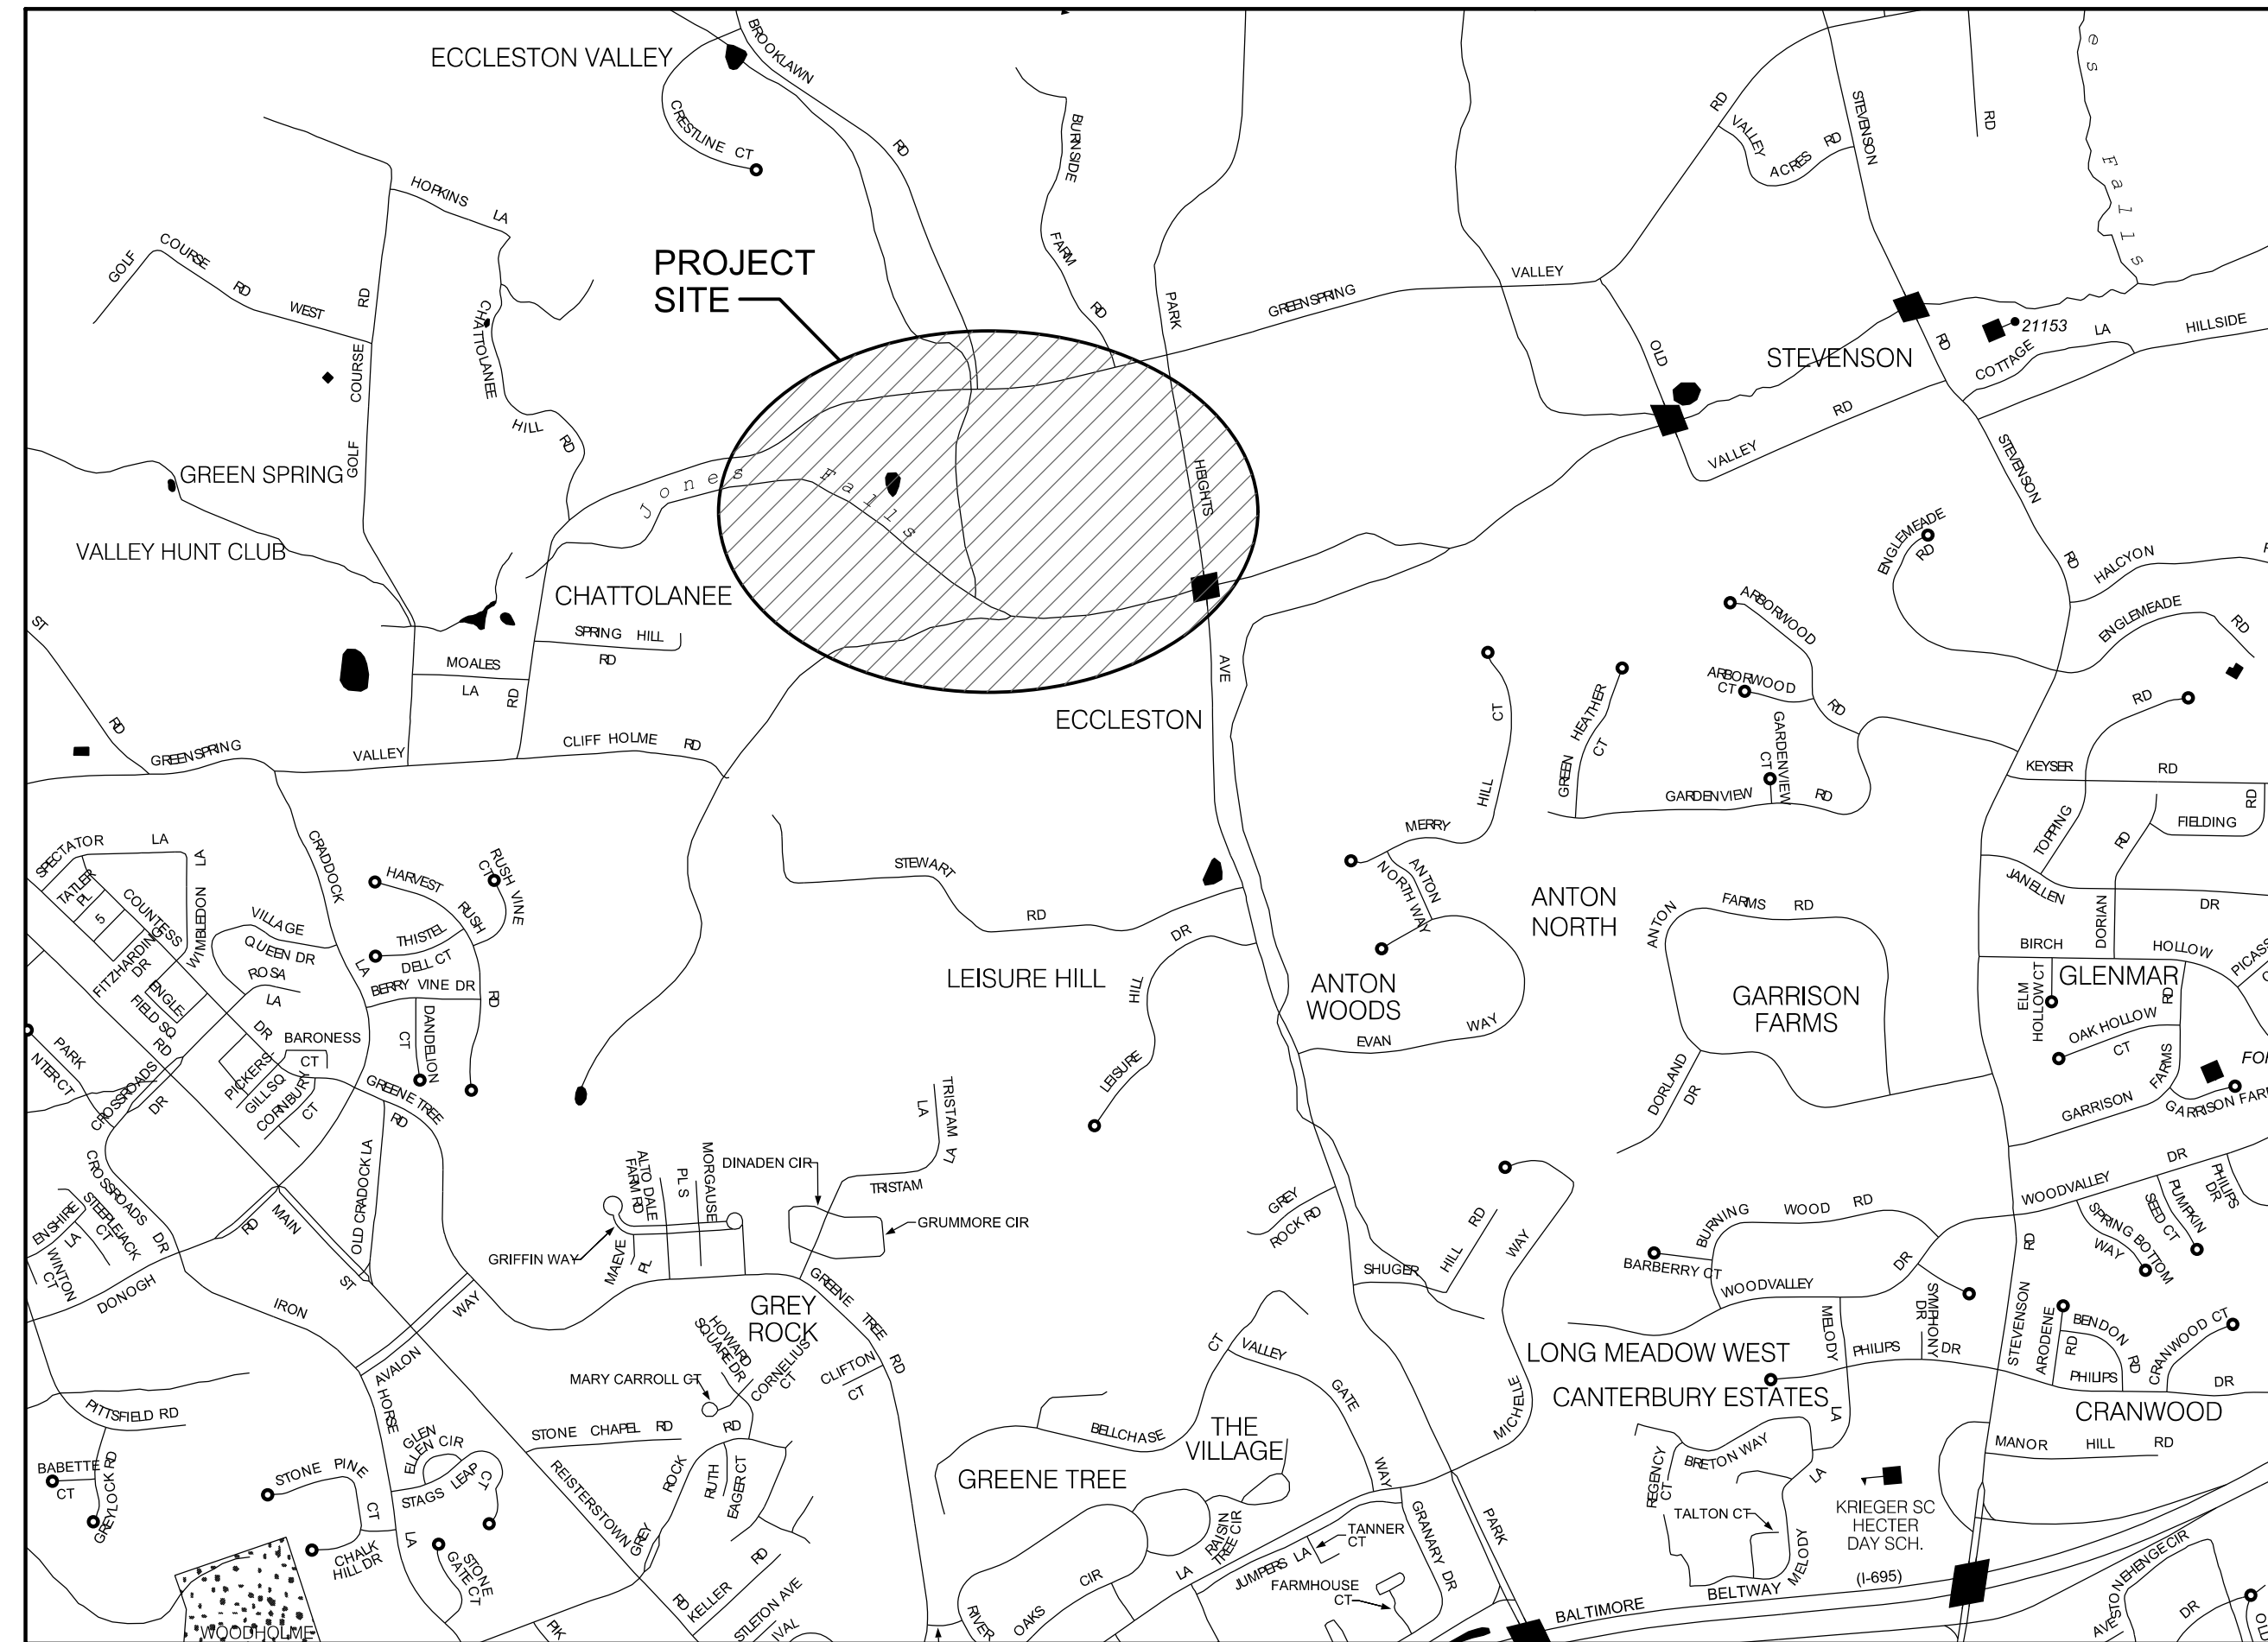 ECCLESTON VALLEY
BROOKLAWN
RD
CRESTLINE CT
BURNSIDE
FARM
RD
STEVENSON
RD
RD
VALLEY
ACRES RD
es Falls
HOPKINS LA
GOLF
COURSE
RD
WEST
GOLF COURSE RD
CHATTOLANEE
HILL RD
PROJECT
SITE
PARK
HEIGHTS
AVE
GREENSPRING
VALLEY
OLD
VALLEY
RD
STEVENSON
21153
COTTAGE LA
HILLSIDE
RD
GREEN SPRING
VALLEY HUNT CLUB
Jones Falls
CHATTOLANEE
SPRING HILL
RD
MOALES
LA
RD
ECCLESTON
STEVENSON
RD
ENGLEMEADE
RD
HALCYON
ENGLEMEADE
RD
ARBORWOOD
RD
ARBORWOOD
CT
GARDENVIEW
CT
GREEN HEATHER
CT
GARDENVIEW RD
MERRY HILL CT
ST
RD
GREENSPRING
VALLEY
CLIFF HOLME RD
KEYSER RD
RD
TOPPING
FIELDING
RD
RD
JANELLEN
DR
DORIAN
SPECTATOR LA
TATLER
PL
5
COUNTESS
DR
FITZHARDING
DR
WIMBLEDON LA
ENGLE
FIELD SQ
VILLAGE
QUEEN DR
ROSA
LA
CRADDOCK
LA
HARVEST
RUSH
RD
RUSH VINE
CT
THISTEL
DELL CT
BERRY VINE DR
DANDELION
CT
STEWART
RD
LEISURE HILL
LEISURE
HILL
DR
ANTON
NORTH WAY
ANTON
NORTH
ANTON
WOODS
EVAN WAY
ANTON
FARMS RD
GARRISON
FARMS
DORLAND
DR
BIRCH
HOLLOW
GLENMAR
ELM
HOLLOW CT
OAK HOLLOW
CT
GARRISON
FARMS
RD
PARK
RD
CROSSROADS
DR
PICKERS-
GILL SQ
BARONESS
CT
CORNBURY
CT
GREENE TREE
RD
OLD CRADOCK LA
CROSSROADS
DR
STEEPLEJACK
CT
LA
WINTON
CT
DONOGH
RD
MAIN
ST
IRON
HORSE
LA
AVALON
WAY
TRISTAM
LA
TRISTAM
LA
DINADEN CIR
GRUMMORE CIR
ALTO DALE
FARM RD
PL S
MORGAUSE
GRIFFIN WAY
MAEVE
PL
GREY
ROCK
GREENE
TREE
RD
HOWARD
SQUARE DR
CORNELIUS
CT
CLIFTON
CT
MARY CARROLL CT
STONE CHAPEL RD
GREY
ROCK
RD
RUTH
EAGER CT
GREY
ROCK RD
SHUGER
HILL
RD
MICHELLE
WAY
BURNING
WOOD RD
BARBERRY CT
WOODVALLEY
DR
WOODVALLEY
DR
SPRING BOTTOM
WAY
PUMPKIN
SEED CT
PHILIPS
DR
SYMPHONY
DR
MELODY
LA
PHILIPS DR
STEVENSON
RD
ARODENE
RD
BENDON
RD
CRANWOOD CT
PHILIPS
DR
LONG MEADOW WEST
CANTERBURY ESTATES
CRANWOOD
MANOR HILL RD
VALLEY
GATE
WAY
CT
BELLCHASE
THE
VILLAGE
GREENE TREE
BRETON WAY
REGENCY
CT
LA
MELODY
TALTON CT
KRIEGER SC
HECTER
DAY SCH.
PITTSFIELD RD
BABETTE
CT
GREYLOCK RD
STONE PINE
CT
GLEN
ELLEN CIR
STAGS LEAP
CT
CHALK
HILL DR
STONE
GATE CT
WOODHOLME
REISTERSTOWN
RD
KELLER
RD
RIVER
OAKS
CIR
RAISIN
TREE CIR
JUMPERS LA
LA
TANNER
CT
FARMHOUSE
CT
GRANARY
DR
PARK
BALTIMORE
BELTWAY
(I-695)
DR